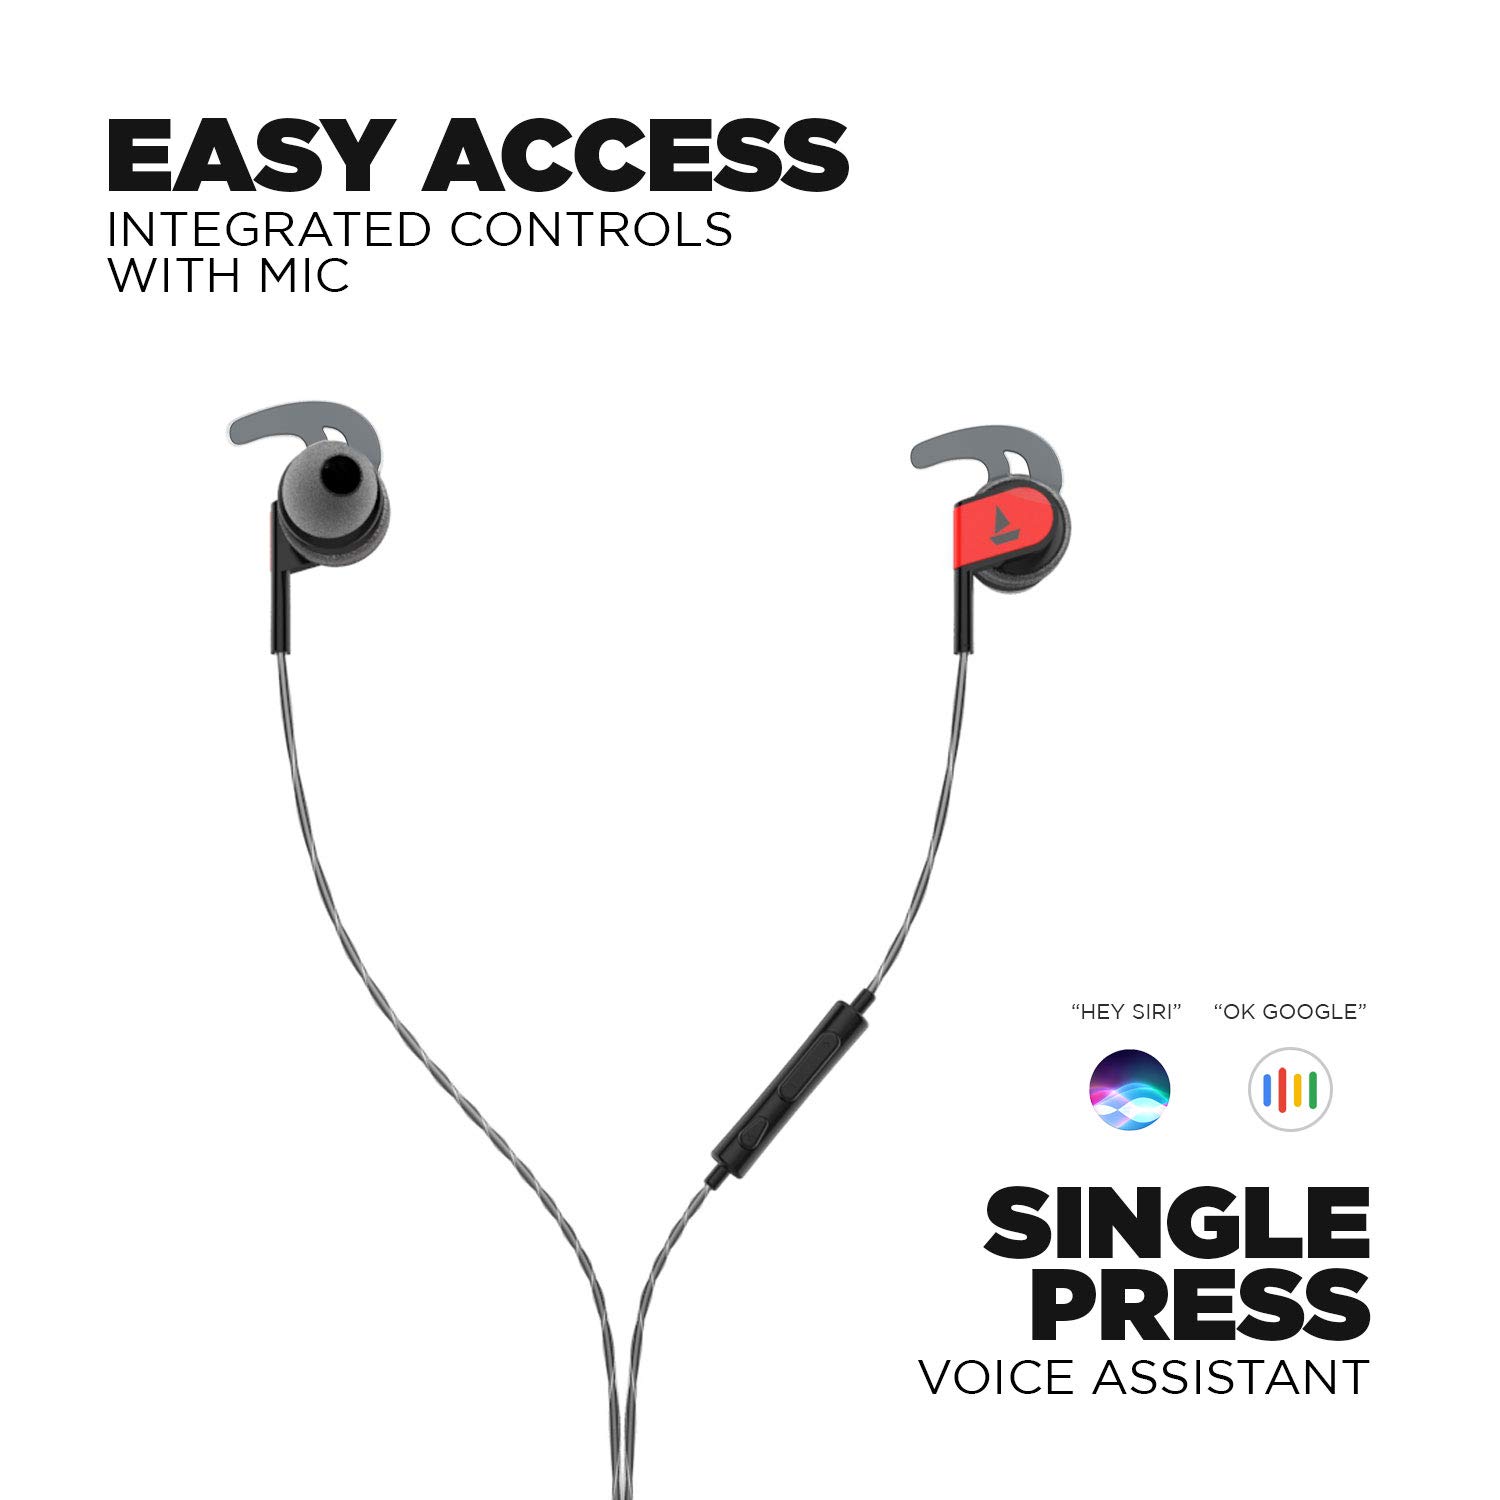 EASY ACCESS
INTEGRATED CONTROLS
WITH MIC
“HEY SIRI” “OK GOOGLE”
SINGLE
PRESS
VOICE ASSISTANT